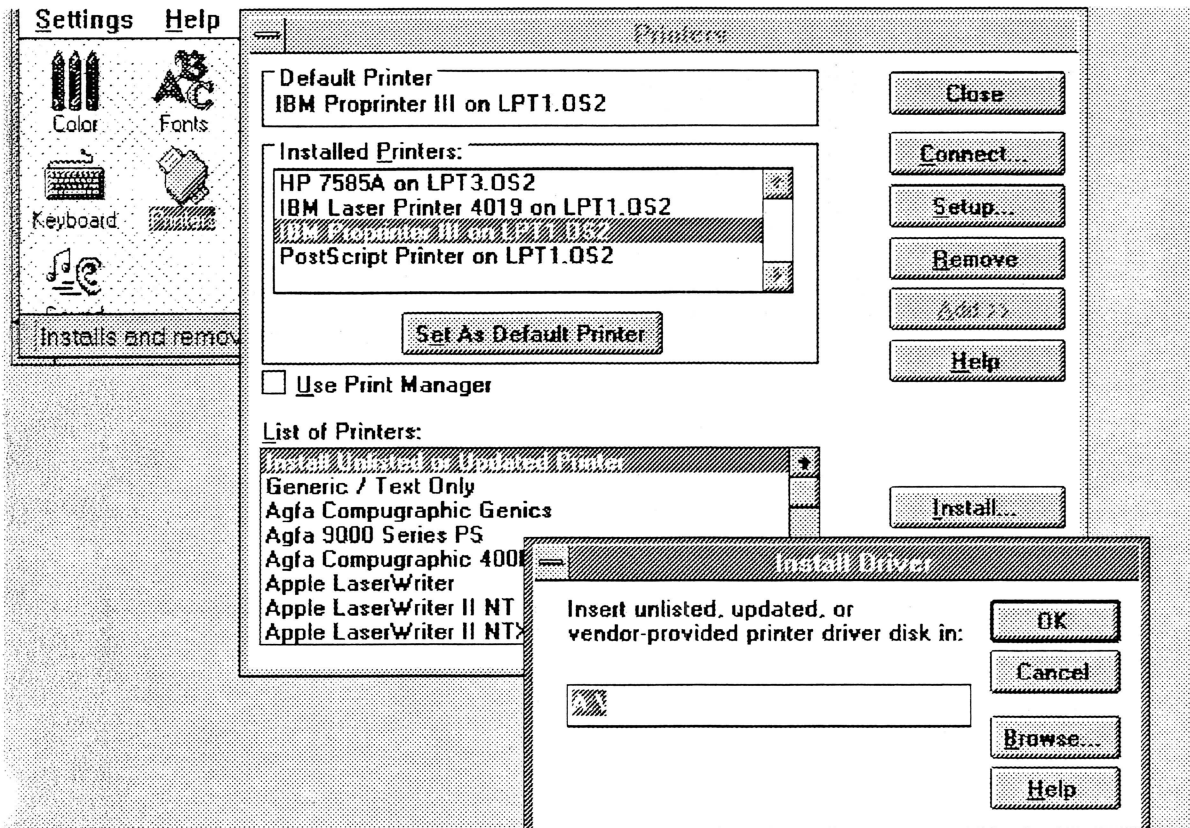 Settings Help
Color
Fonts
Keyboard
Printers
Installs and remov
Printers
Default Printer
IBM Proprinter III on LPT1.OS2
Installed Printers:
HP 7585A on LPT3.OS2
IBM Laser Printer 4019 on LPT1.OS2
IBM Proprinter III on LPT1.OS2
PostScript Printer on LPT1.OS2
Set As Default Printer
Use Print Manager
List of Printers:
Install Unlisted or Updated Printer
Generic / Text Only
Agfa Compugraphic Genics
Agfa 9000 Series PS
Agfa Compugraphic 400
Apple LaserWriter
Apple LaserWriter II NT
Apple LaserWriter II NTX
Close
Connect...
Setup...
Remove
Add >>
Help
Install...
Install Driver
Insert unlisted, updated, or
vendor-provided printer driver disk in:
A:\
OK
Cancel
Browse...
Help